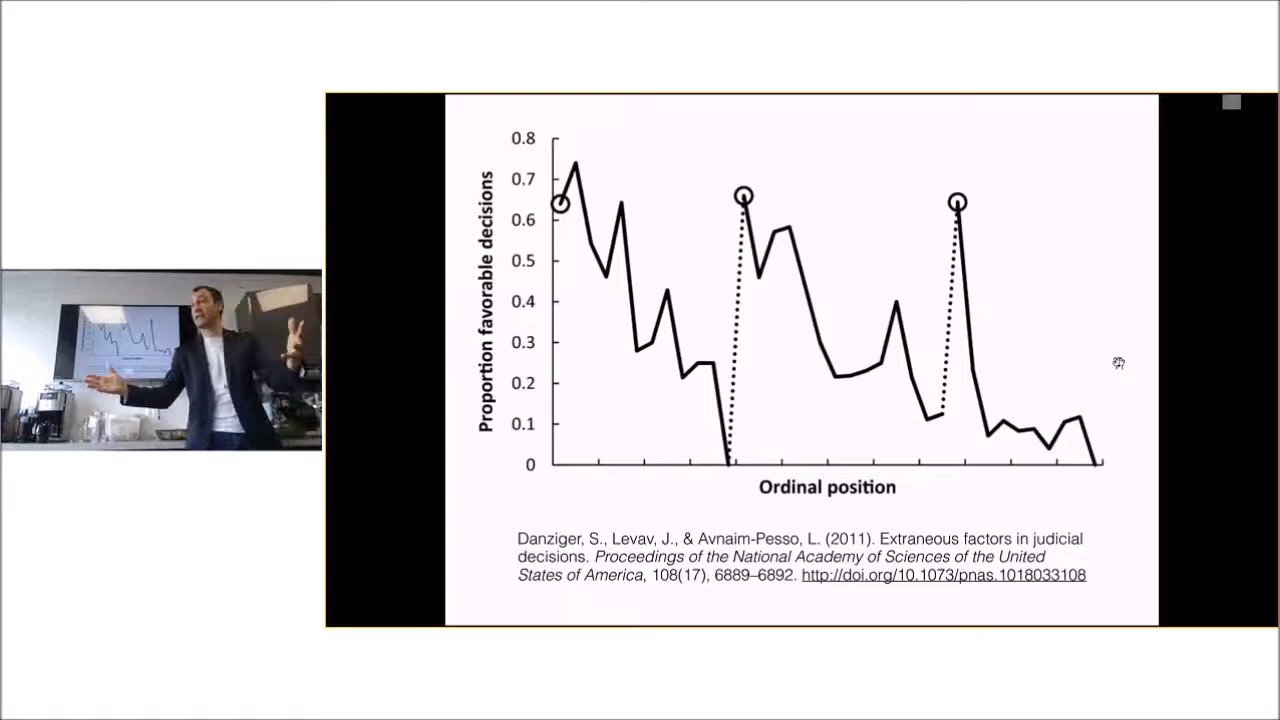 0.8
0.7
0.6
0.5
0.4
0.3
0.2
0.1
0
Proportion favorable decisions
Ordinal position
Danziger, S., Levav, J., & Avnaim-Pesso, L. (2011). Extraneous factors in judicial
decisions. Proceedings of the National Academy of Sciences of the United
States of America, 108(17), 6889–6892. http://doi.org/10.1073/pnas.1018033108